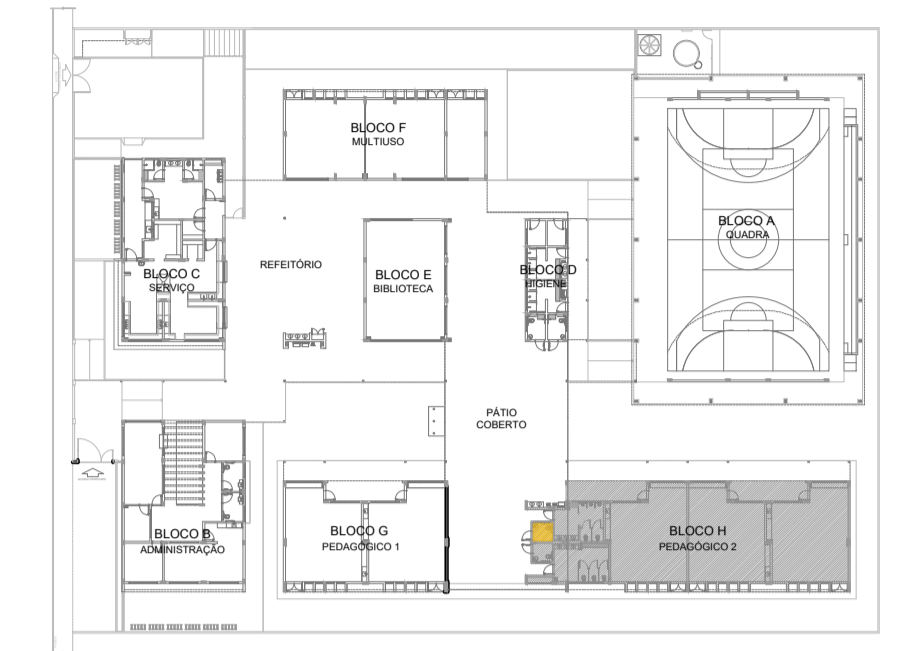 BLOCO F
MULTIUSO
BLOCO A
QUADRA
BLOCO C
SERVIÇO
REFEITÓRIO
BLOCO E
BIBLIOTECA
BLOCO D
HIGIENE
PÁTIO
COBERTO
BLOCO B
ADMINISTRAÇÃO
BLOCO G
PEDAGÓGICO 1
BLOCO H
PEDAGÓGICO 2